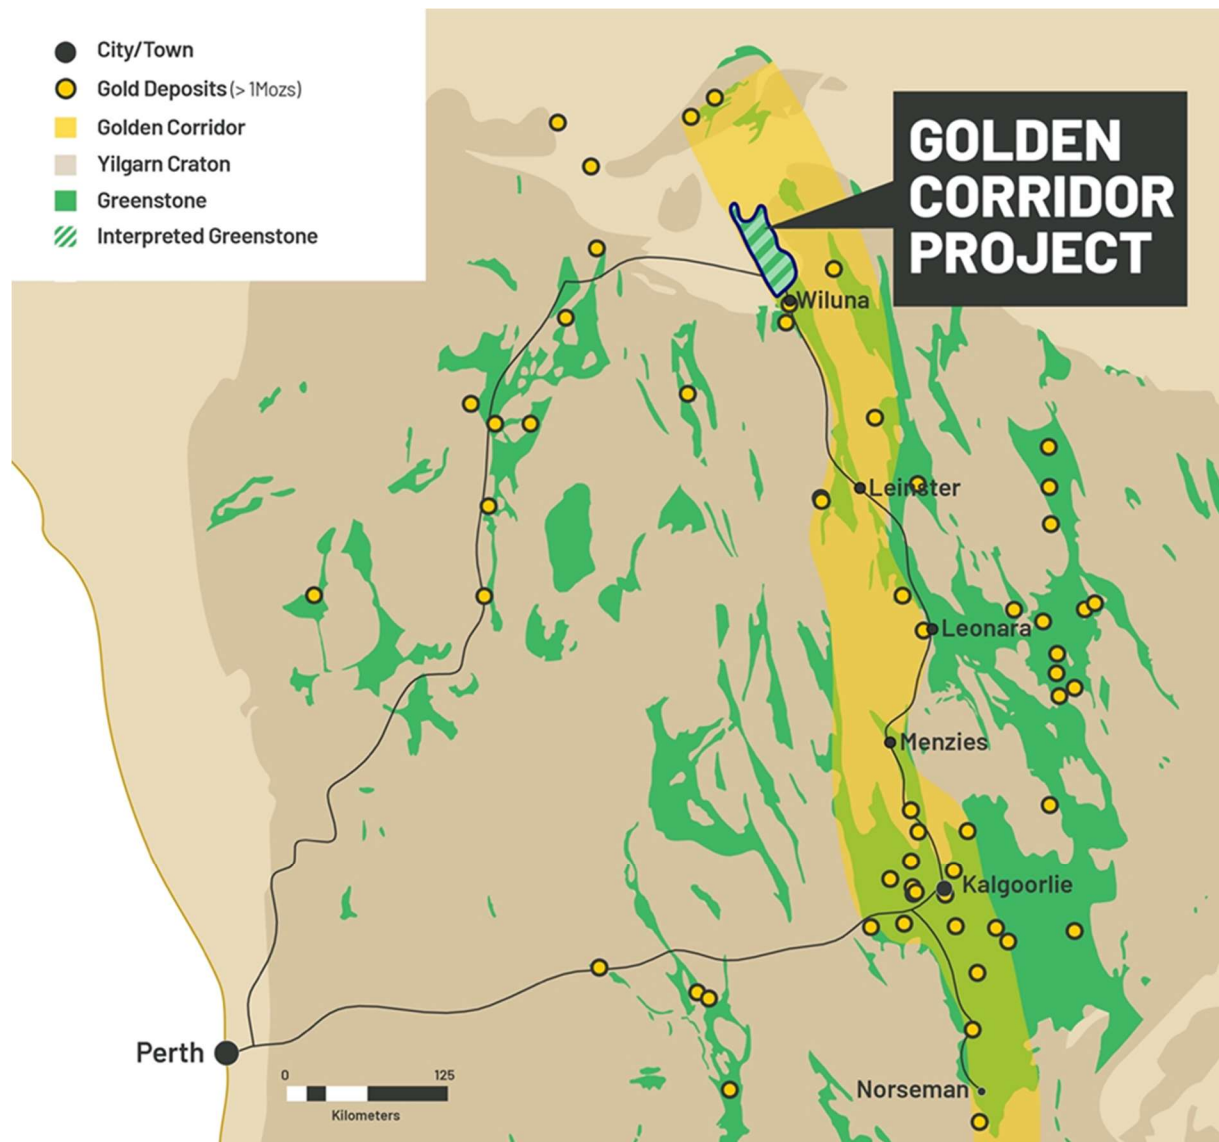 City/Town
Gold Deposits (> 1Mozs)
Golden Corridor
Yilgarn Craton
Greenstone
Interpreted Greenstone
GOLDEN
CORRIDOR
PROJECT
Wiluna
Leinster
Leonara
Menzies
Kalgoorlie
Perth
0 125
Kilometers
Norseman